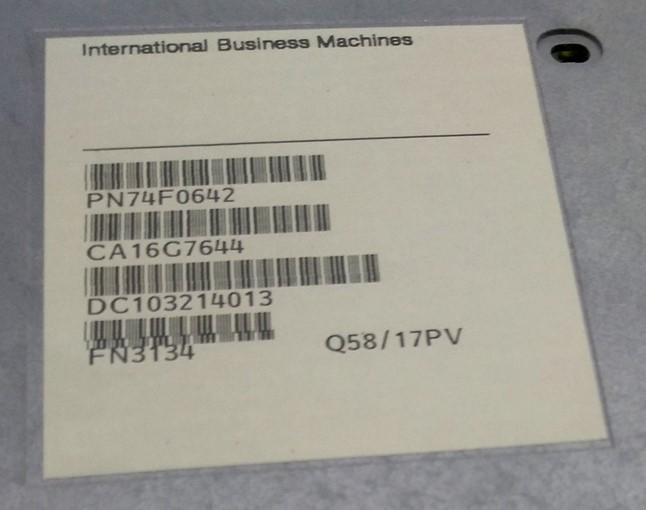 International Business Machines
PN74F0642
CA16G7644
DC103214013
FN3134 Q58/17PV